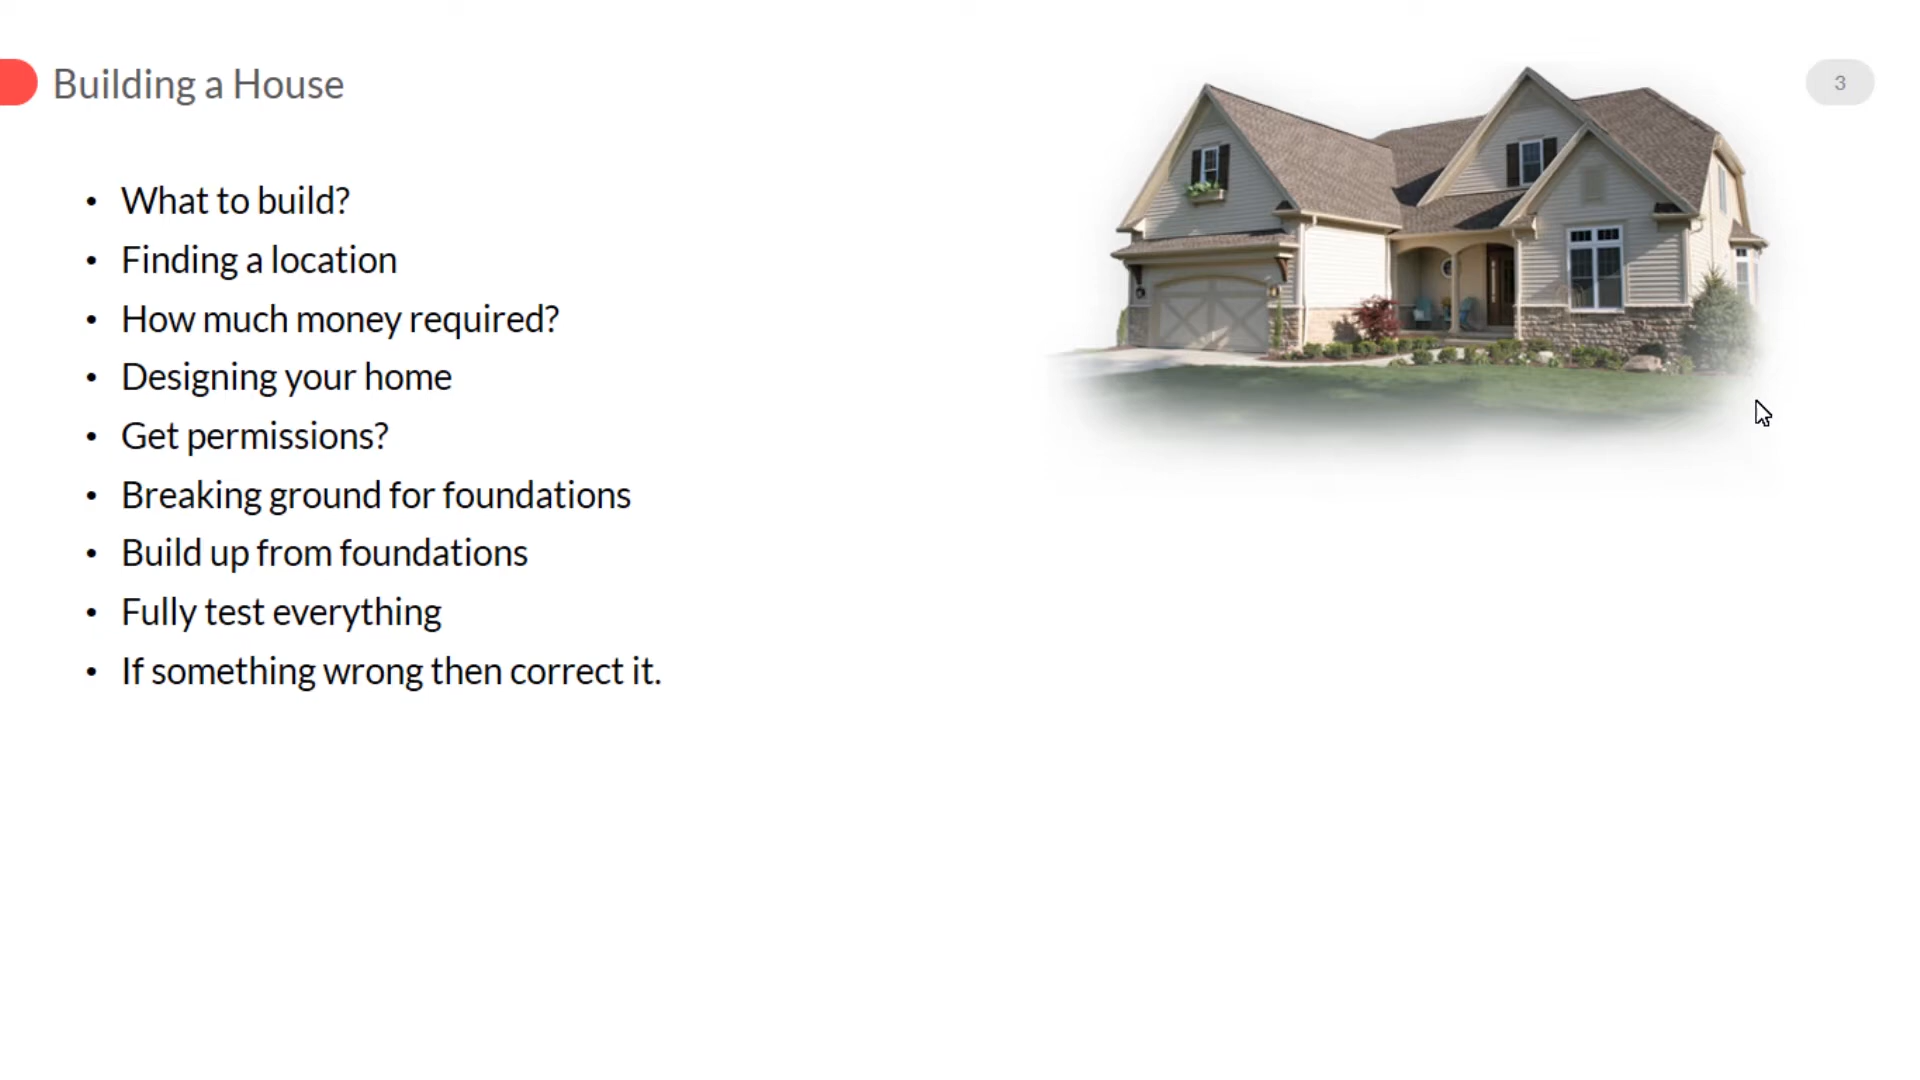 Building a House
3
What to build?
Finding a location
How much money required?
Designing your home
Get permissions?
Breaking ground for foundations
Build up from foundations
Fully test everything
If something wrong then correct it.